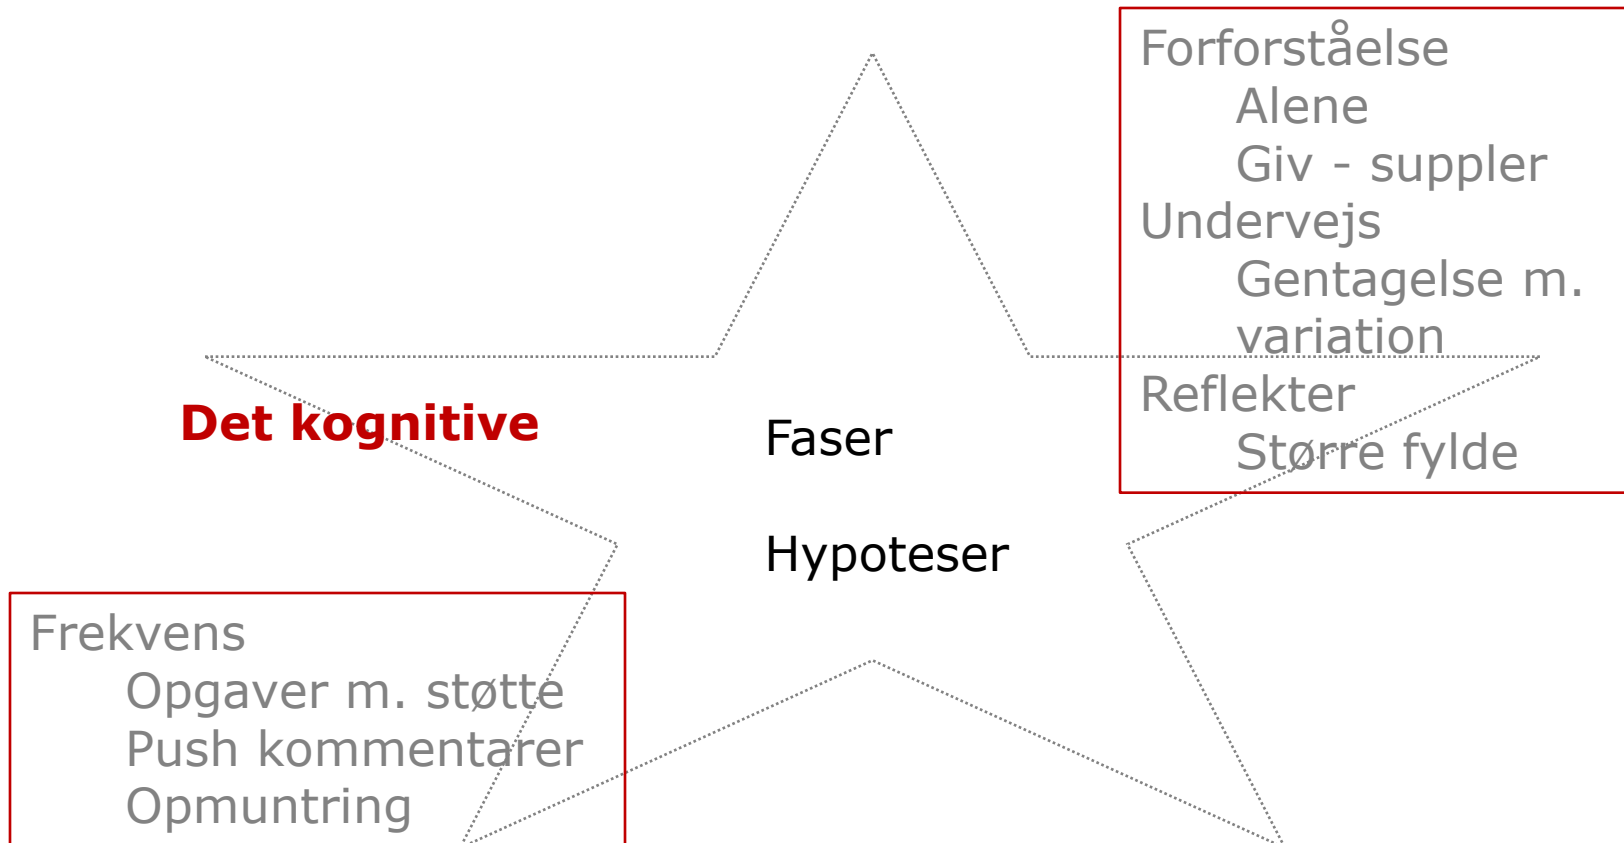 Forforståelse
Alene
Giv - suppler
Undervejs
Gentagelse m.
variation
Reflekter
Større fylde
Det kognitive
Faser
Hypoteser
Frekvens
Opgaver m. støtte
Push kommentarer
Opmuntring